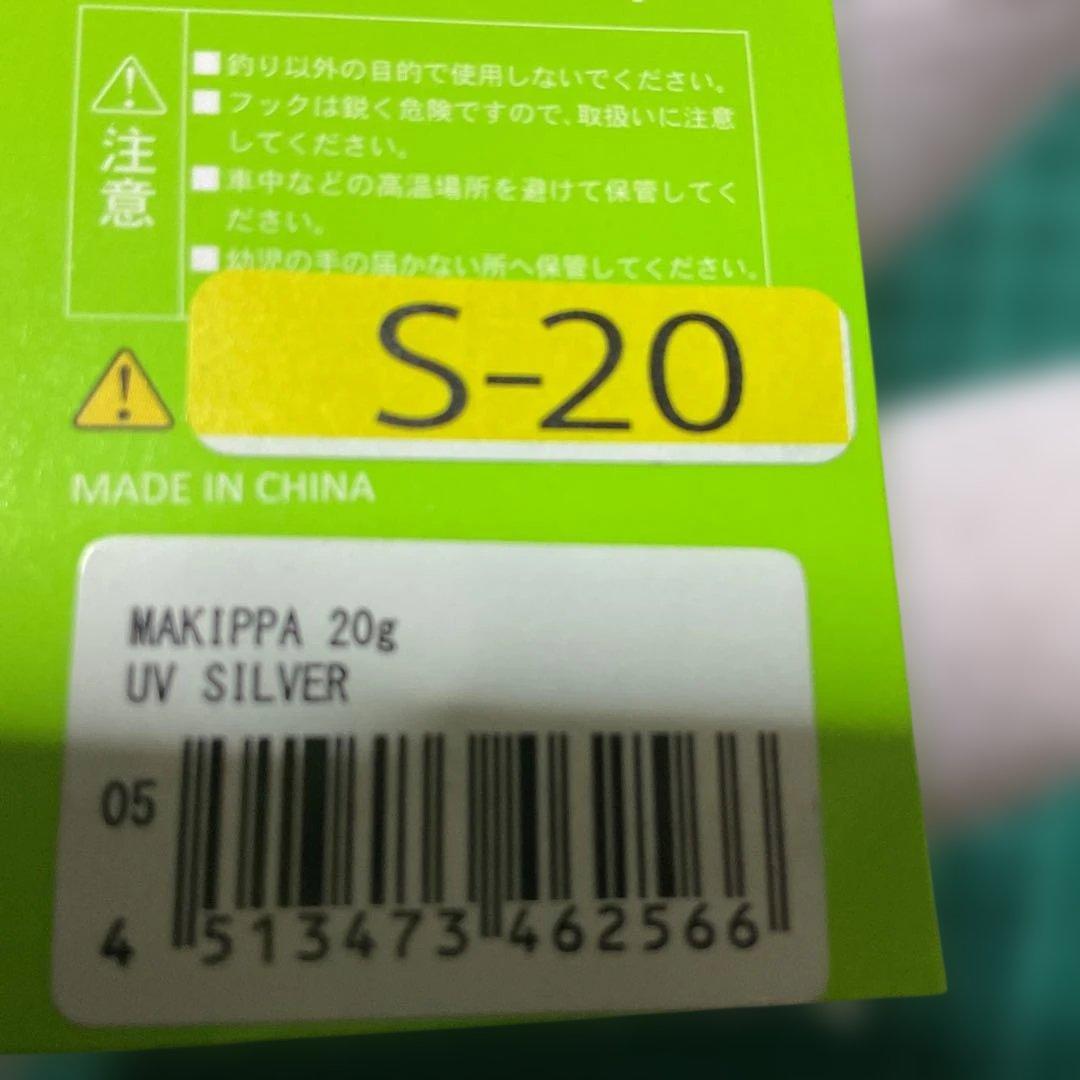 注意
■釣り以外の目的で使用しないでください。
■フックは鋭く危険ですので、取扱いに注意
してください。
■車中などの高温場所を避けて保管してく
ださい。
■幼児の手の届かない所へ保管してください。
S-20
MADE IN CHINA
MAKIPPA 20g
UV SILVER
05
4 513473 462566